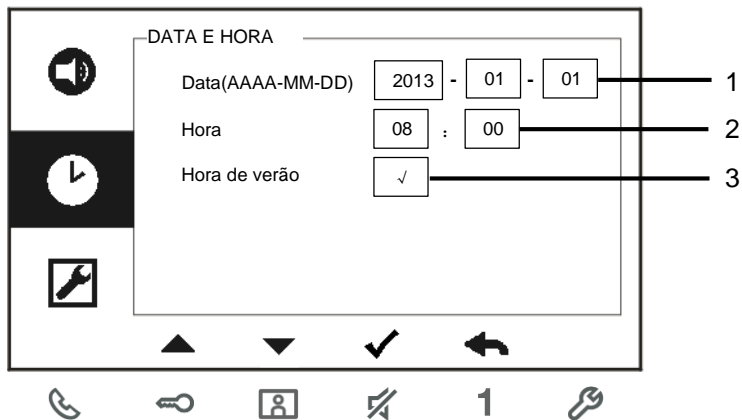 DATA E HORA
Data(AAAA-MM-DD) 2013 - 01 - 01 1
Hora 08 : 00 2
Hora de verão √ 3
1